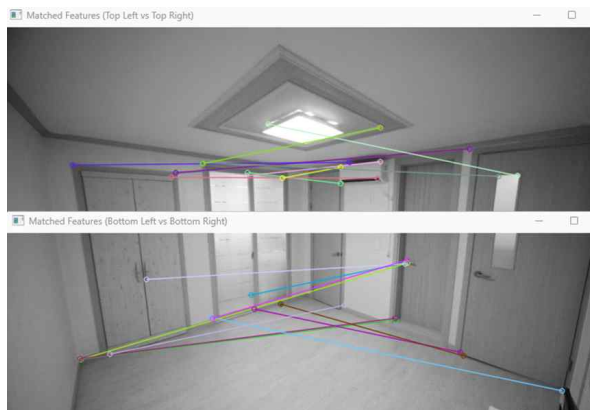 Matched Features (Top Left vs Top Right)
Matched Features (Bottom Left vs Bottom Right)